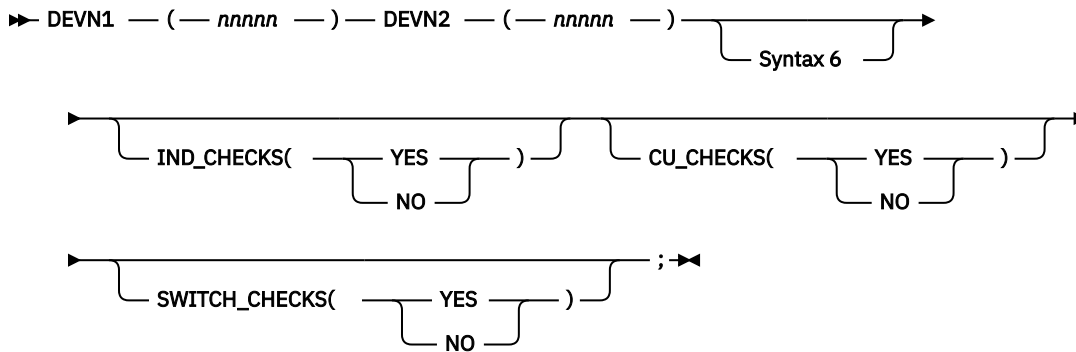 DEVN1 ( nnnnn ) DEVN2 ( nnnnn )
Syntax 6
IND_CHECKS( YES ) CU_CHECKS( YES )
NO NO
;
SWITCH_CHECKS( YES )
NO